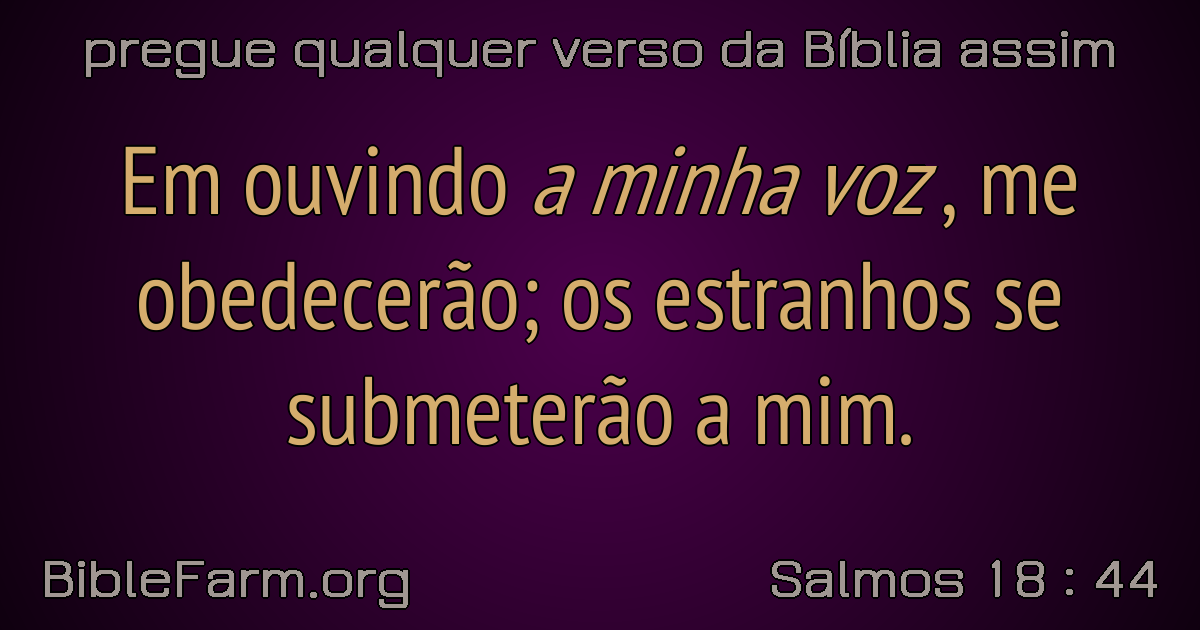 pregue qualquer verso da Bíblia assim
Em ouvindo a minha voz , me
obedecerão; os estranhos se
submeterão a mim.
BibleFarm.org
Salmos 18 : 44